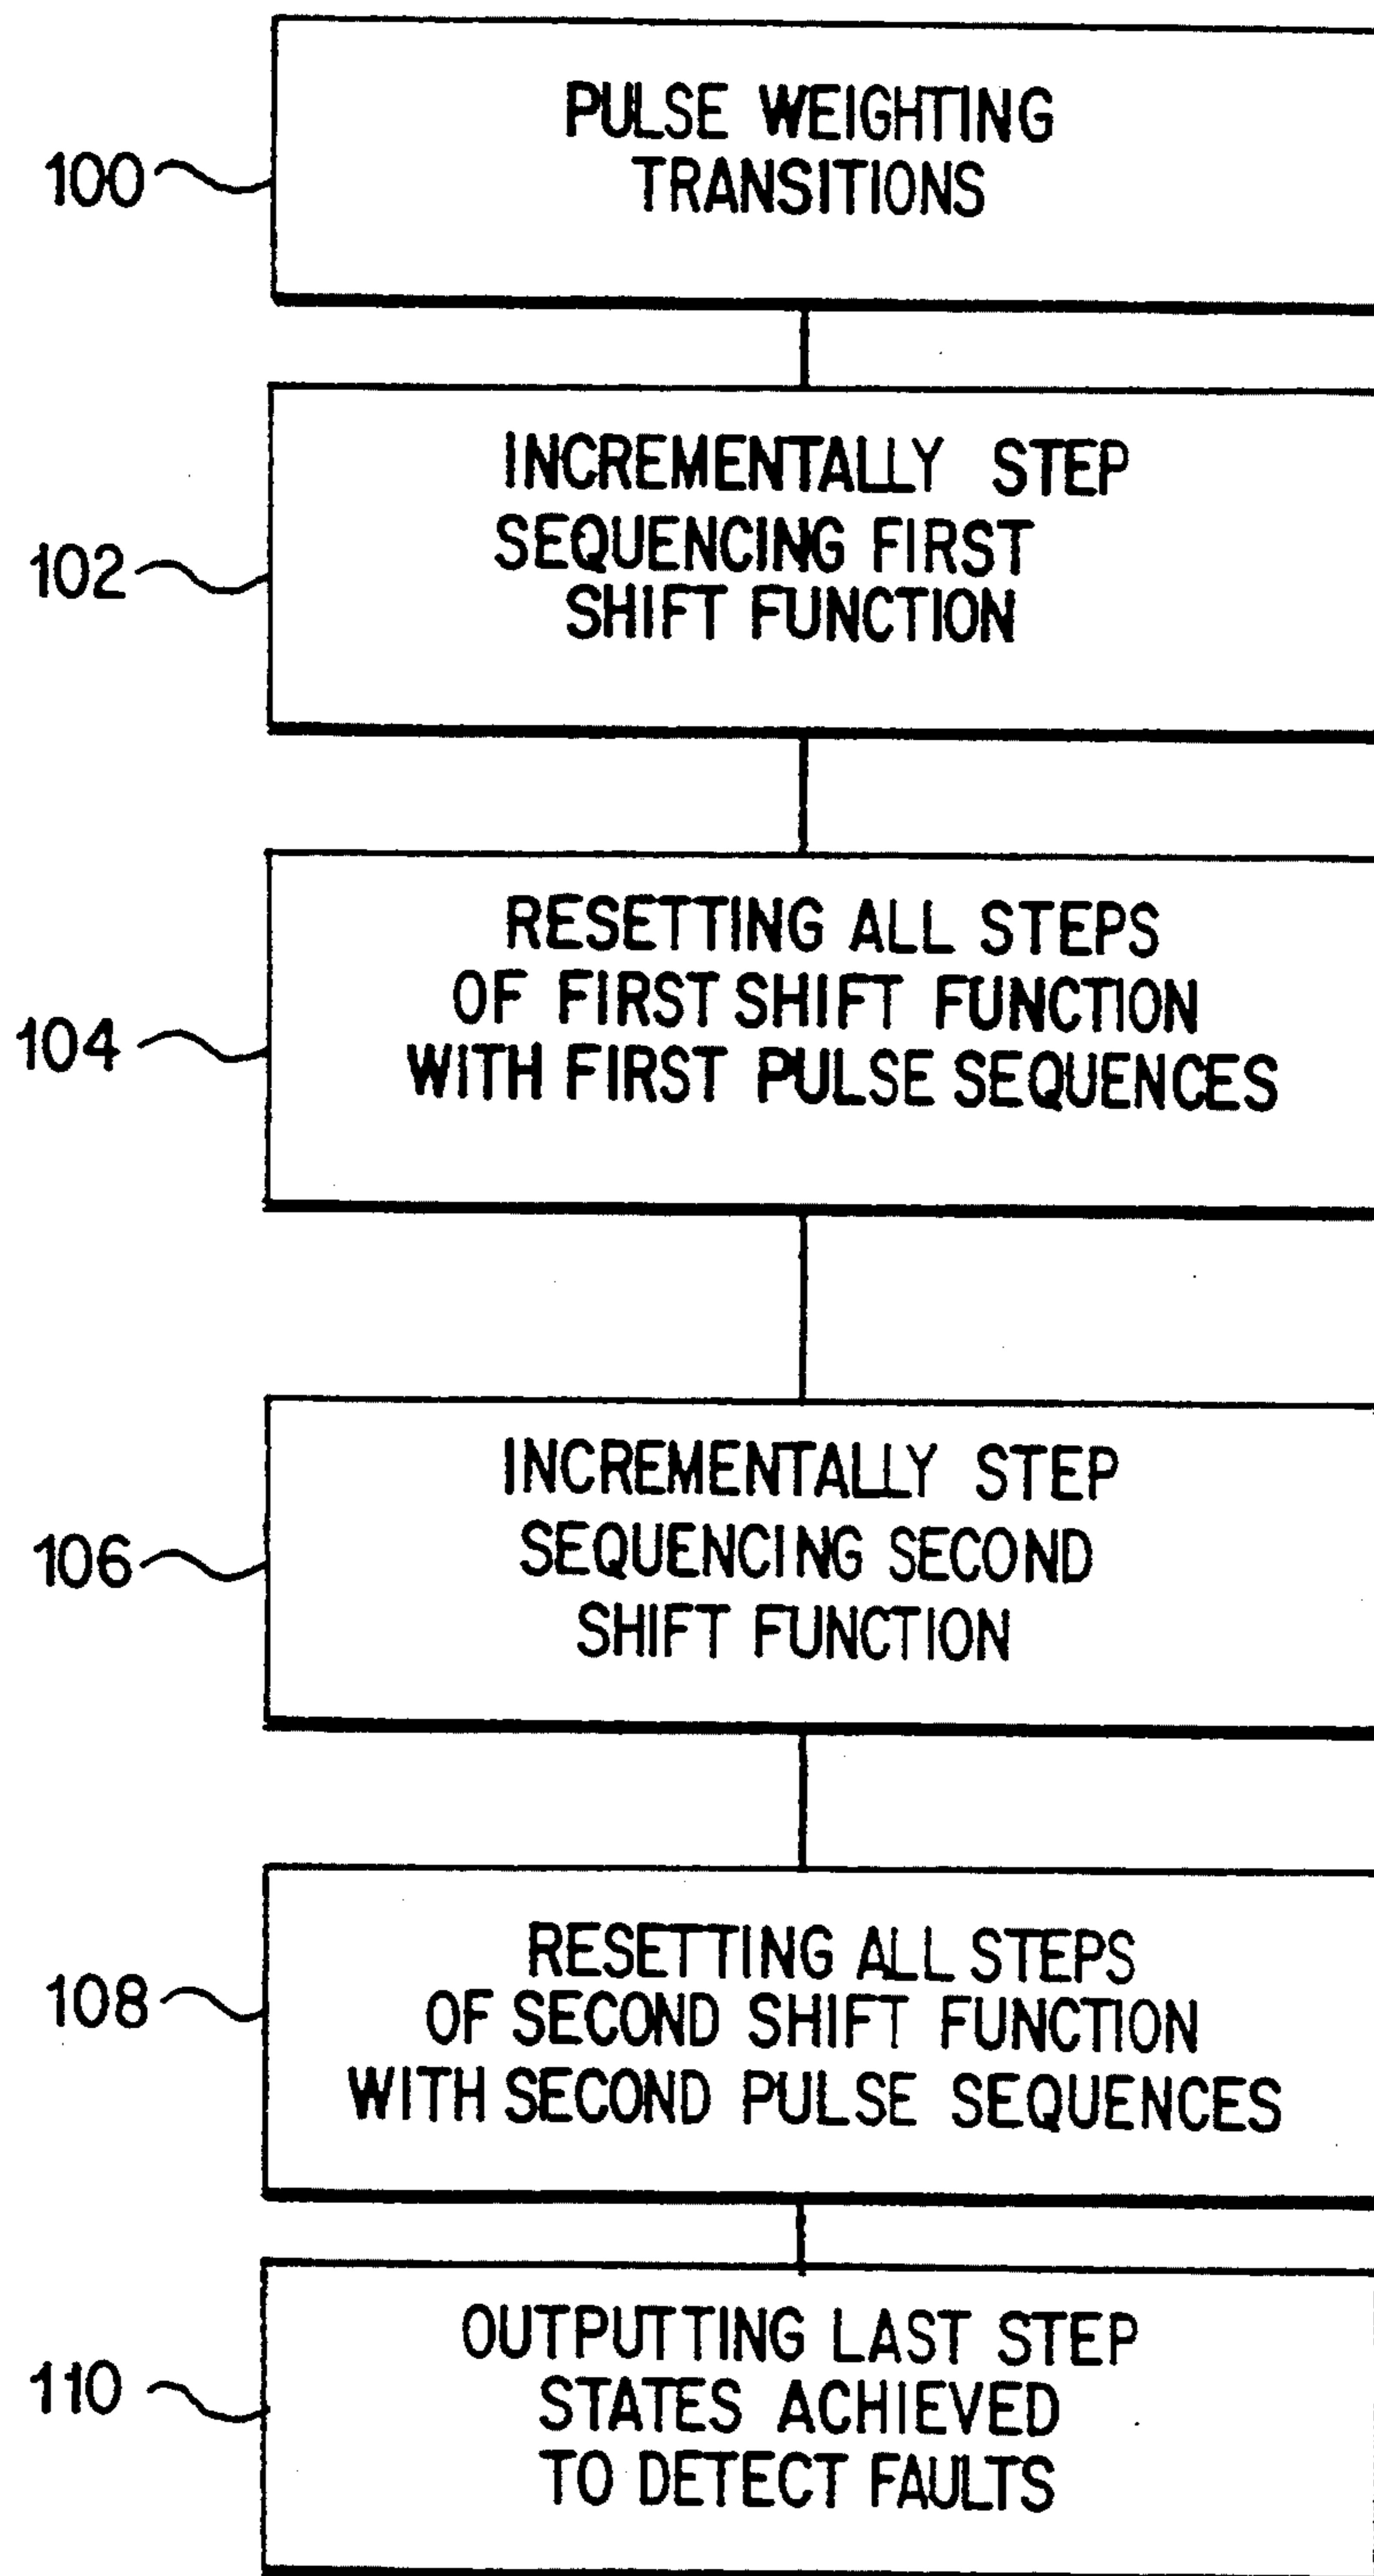 PULSE WEIGHTING
100 TRANSITIONS
INCREMENTALLY STEP
102 SEQUENCING FIRST
SHIFT FUNCTION
RESETTING ALL STEPS
OF FIRST SHIFT FUNCTION
104 WITH FIRST PULSE SEQUENCES
INCREMENTALLY STEP
106 SEQUENCING SECOND
SHIFT FUNCTION
RESETTING ALL STEPS
108 OF SECOND SHIFT FUNCTION
WITH SECOND PULSE SEQUENCES
OUTPUTTING LAST STEP
110 STATES ACHIEVED
TO DETECT FAULTS